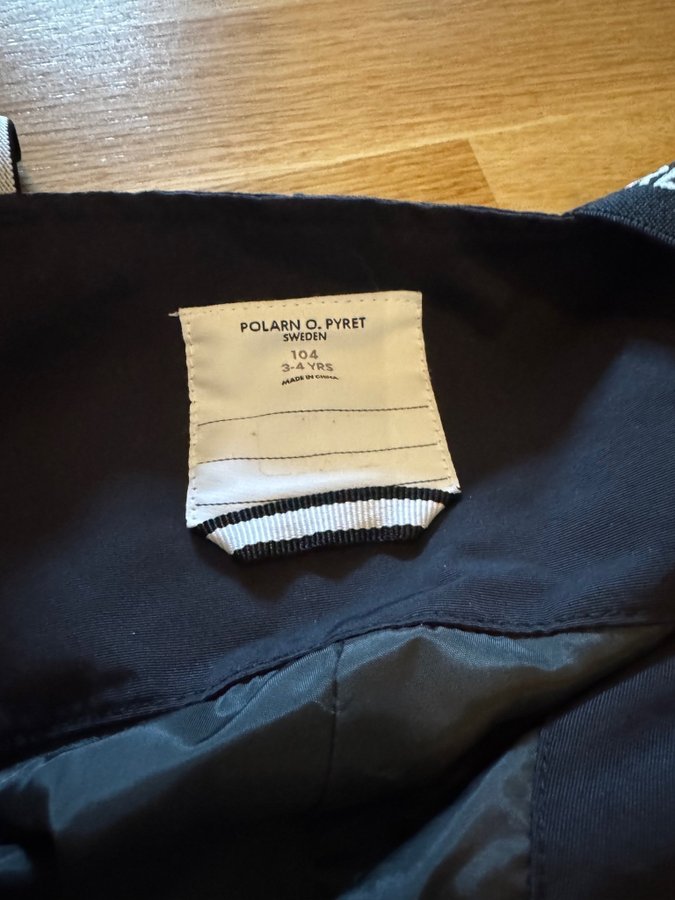 POLARN O. PYRET
SWEDEN
104
3-4 YRS
MADE IN CHINA